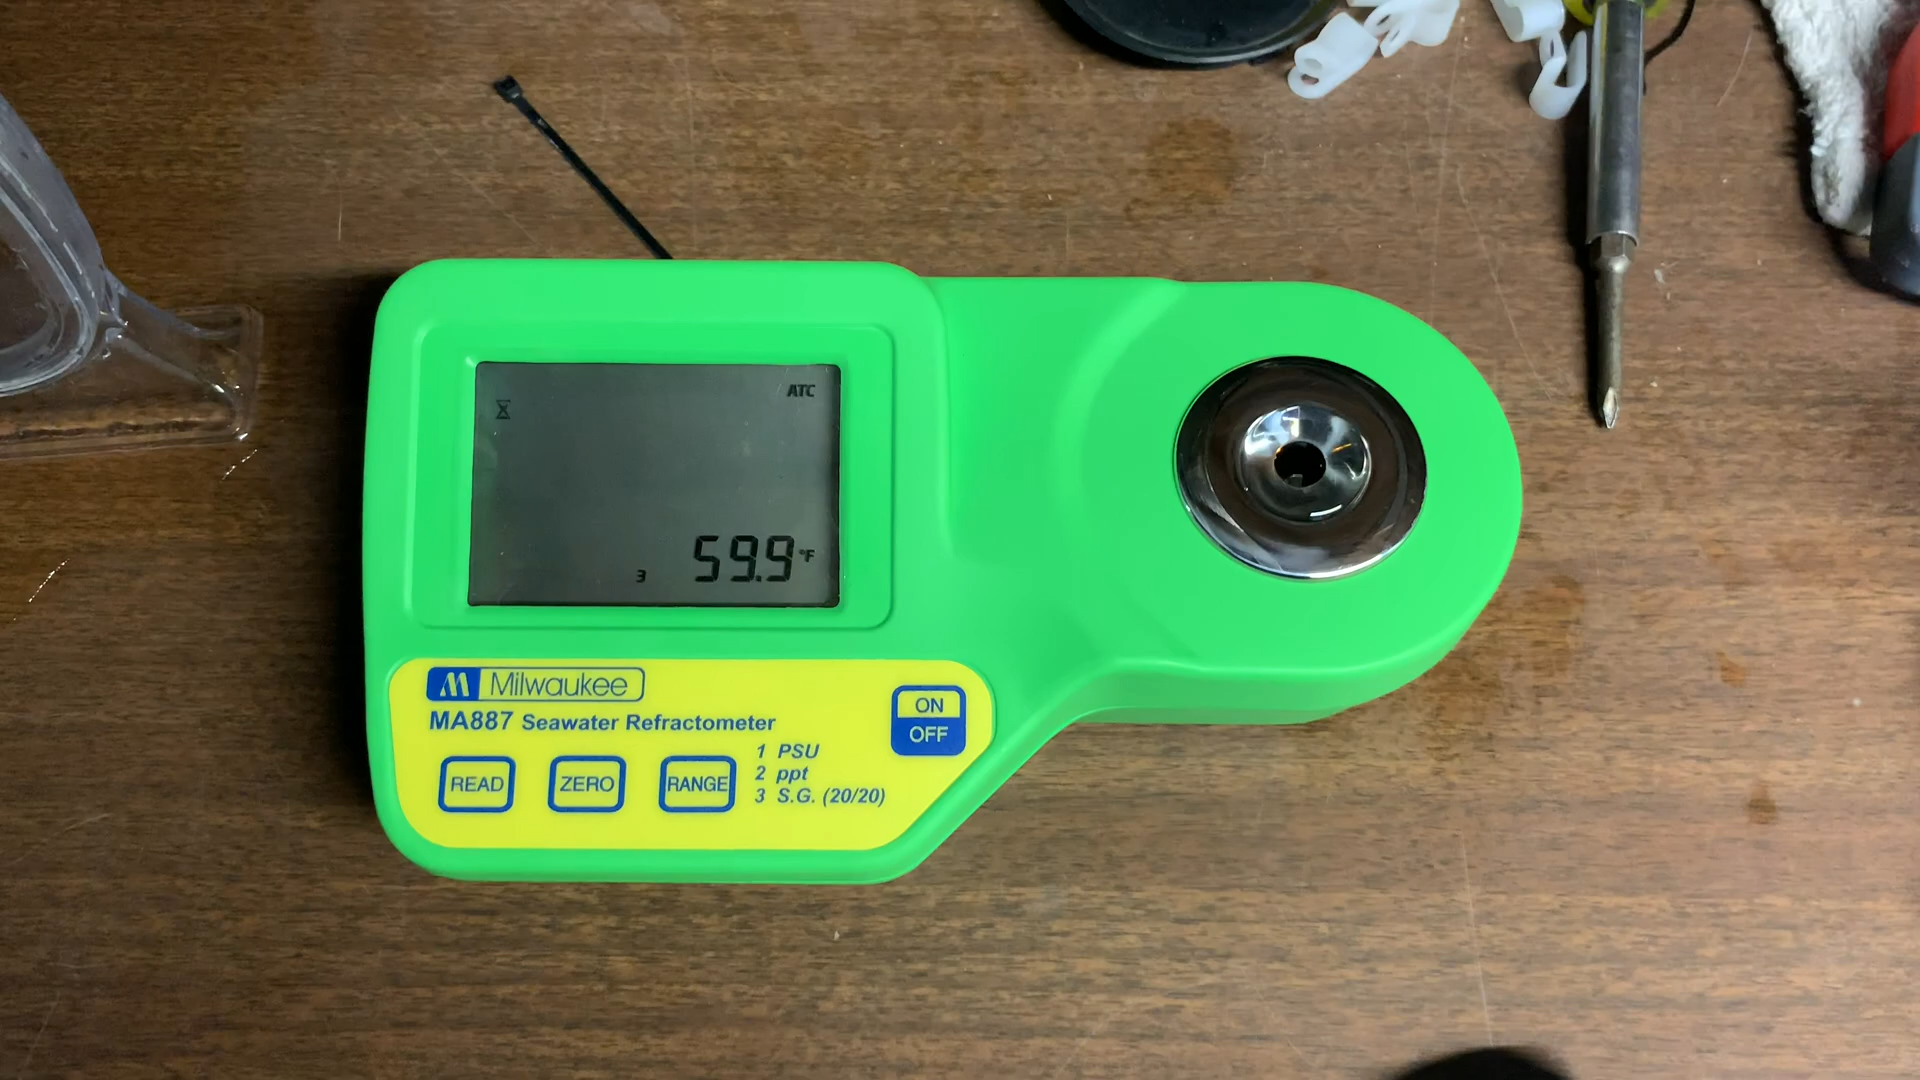 ATC
3 59.9°F
M Milwaukee
MA887 Seawater Refractometer
ON
OFF
READ ZERO RANGE
1 PSU
2 ppt
3 S.G. (20/20)